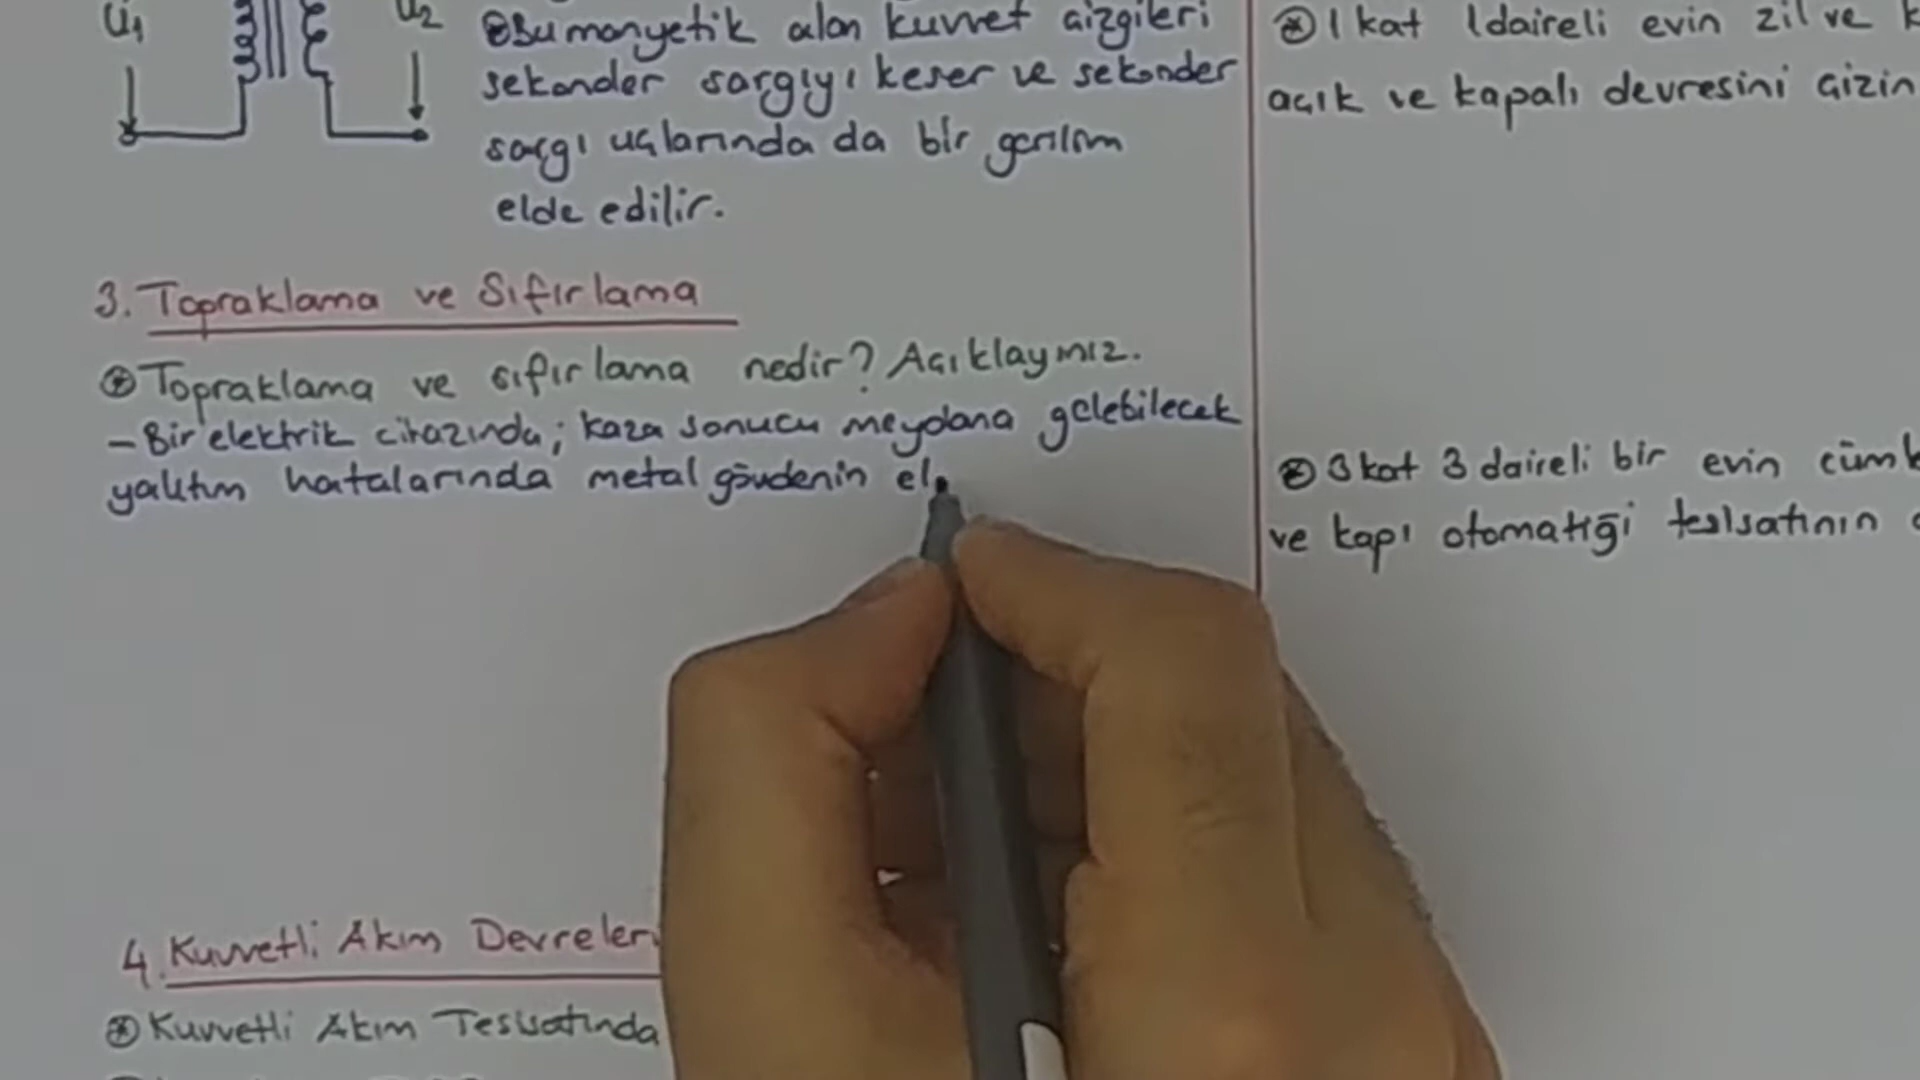 U1
U2
Bu manyetik alan kuvvet çizgileri
sekonder sargıyı keser ve sekonder
sargı uçlarında da bir gerilim
elde edilir.
3. Topraklama ve Sıfırlama
Topraklama ve sıfırlama nedir? Açıklayınız.
- Bir elektrik cihazında; kaza sonucu meydana gelebilecek
yalıtım hatalarında metal gövdenin el
4. Kuvvetli Akım Devreleri
Kuvvetli Akım Tesisatında
1 kat 1 daireli evin zil ve
açık ve kapalı devresini çizin
3 kat 3 daireli bir evin
ve kapı otomatiği teslsatının